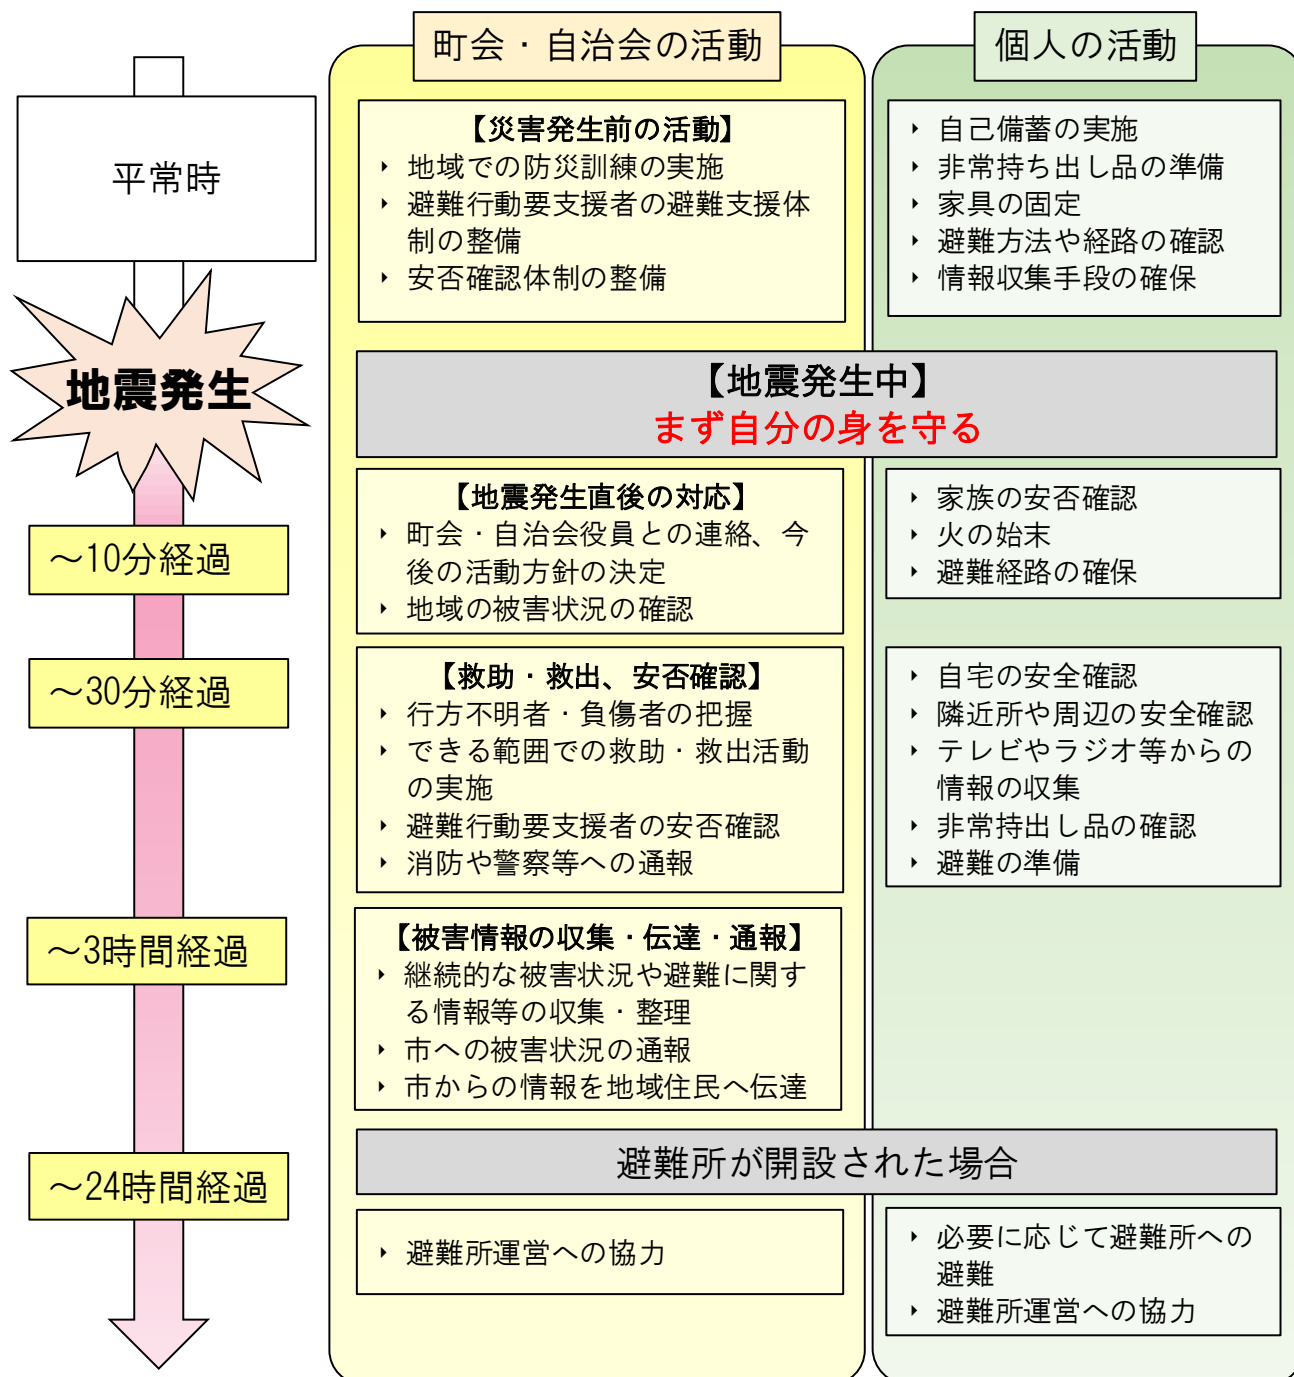 町会・自治会の活動
個人の活動
平常時
【災害発生前の活動】
‣ 地域での防災訓練の実施
‣ 避難行動要支援者の避難支援体
制の整備
‣ 安否確認体制の整備
‣ 自己備蓄の実施
‣ 非常持ち出し品の準備
‣ 家具の固定
‣ 避難方法や経路の確認
‣ 情報収集手段の確保
地震発生
【地震発生中】
まず自分の身を守る
～10分経過
【地震発生直後の対応】
‣ 町会・自治会役員との連絡、今
後の活動方針の決定
‣ 地域の被害状況の確認
‣ 家族の安否確認
‣ 火の始末
‣ 避難経路の確保
～30分経過
【救助・救出、安否確認】
‣ 行方不明者・負傷者の把握
‣ できる範囲での救助・救出活動
の実施
‣ 避難行動要支援者の安否確認
‣ 消防や警察等への通報
‣ 自宅の安全確認
‣ 隣近所や周辺の安全確認
‣ テレビやラジオ等からの
情報の収集
‣ 非常持出し品の確認
‣ 避難の準備
～3時間経過
【被害情報の収集・伝達・通報】
‣ 継続的な被害状況や避難に関す
る情報等の収集・整理
‣ 市への被害状況の通報
‣ 市からの情報を地域住民へ伝達
～24時間経過
避難所が開設された場合
‣ 避難所運営への協力
‣ 必要に応じて避難所への
避難
‣ 避難所運営への協力